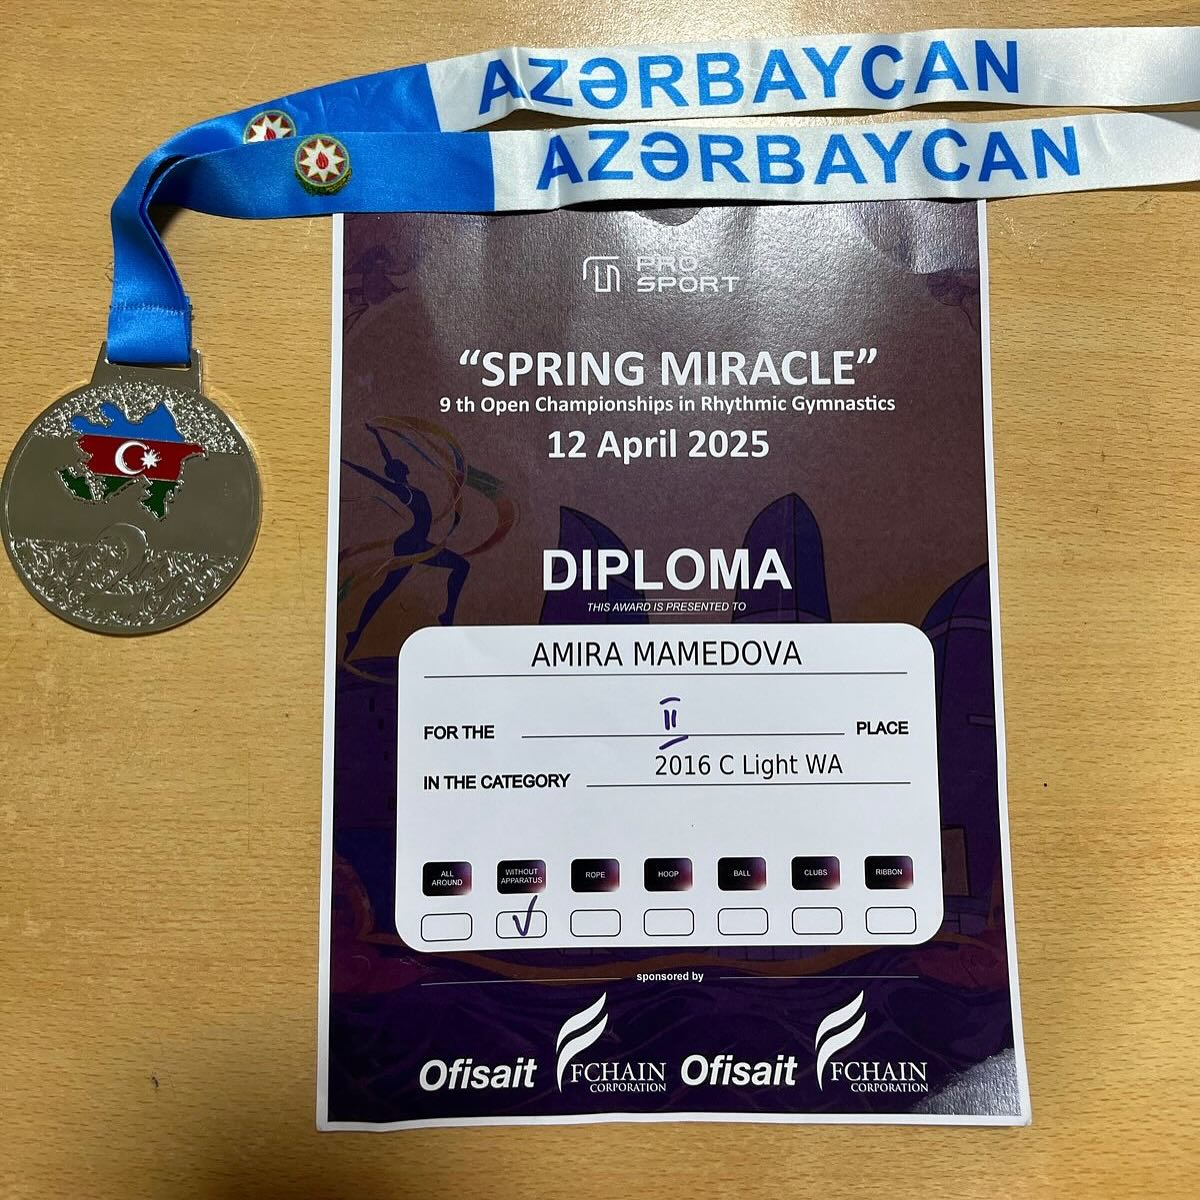 AZƏRBAYCAN
AZƏRBAYCAN
PRO
SPORT
“SPRING MIRACLE”
9 th Open Championships in Rhythmic Gymnastics
12 April 2025
DIPLOMA
THIS AWARD IS PRESENTED TO
AMIRA MAMEDOVA
FOR THE II PLACE
IN THE CATEGORY 2016 C Light WA
ALL AROUND
WITHOUT APPARATUS
ROPE
HOOP
BALL
CLUBS
RIBBON
sponsored by
Ofisait FCHAIN CORPORATION Ofisait FCHAIN CORPORATION
2